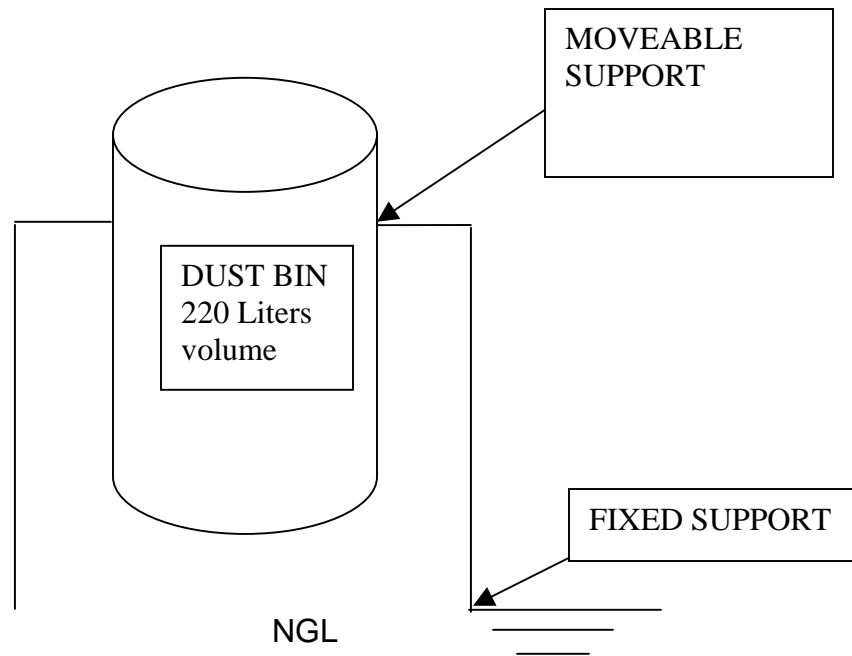 MOVEABLE
SUPPORT
DUST BIN
220 Liters
volume
FIXED SUPPORT
NGL